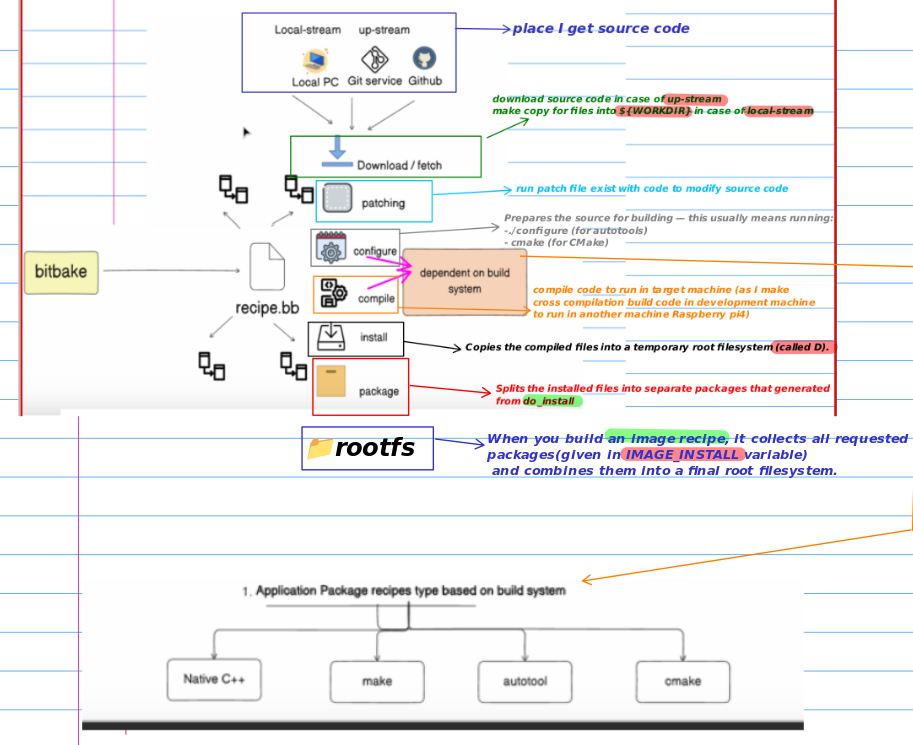 Local-stream up-stream
Local PC Git service Github
place I get source code
download source code in case of up-stream
make copy for files into ${WORKDIR} in case of local-stream
Download / fetch
patching
run patch file exist with code to modify source code
Prepares the source for building — this usually means running:
-./configure (for autotools)
- cmake (for CMake)
configure
bitbake
dependent on build
system
compile
compile code to run in target machine (as I make
cross compilation build code in development machine
to run in another machine Raspberry pi4)
recipe.bb
install
Copies the compiled files into a temporary root filesystem (called D).
package
Splits the installed files into separate packages that generated
from do_install
rootfs
When you build an image recipe, it collects all requested
packages(given in IMAGE_INSTALL variable)
and combines them into a final root filesystem.
1. Application Package recipes type based on build system
Native C++
make
autotool
cmake